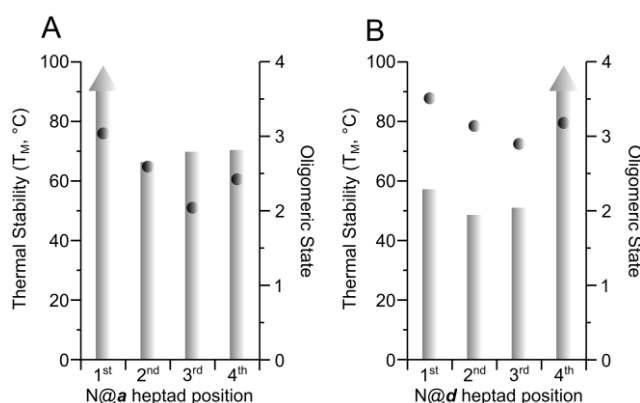 A
B
Thermal Stability (T_M, °C)
100
80
60
40
20
0
4
3
2
1
0
Oligomeric State
1st 2nd 3rd 4th
N@a heptad position
Thermal Stability (T_M, °C)
100
80
60
40
20
0
4
3
2
1
0
Oligomeric State
1st 2nd 3rd 4th
N@d heptad position